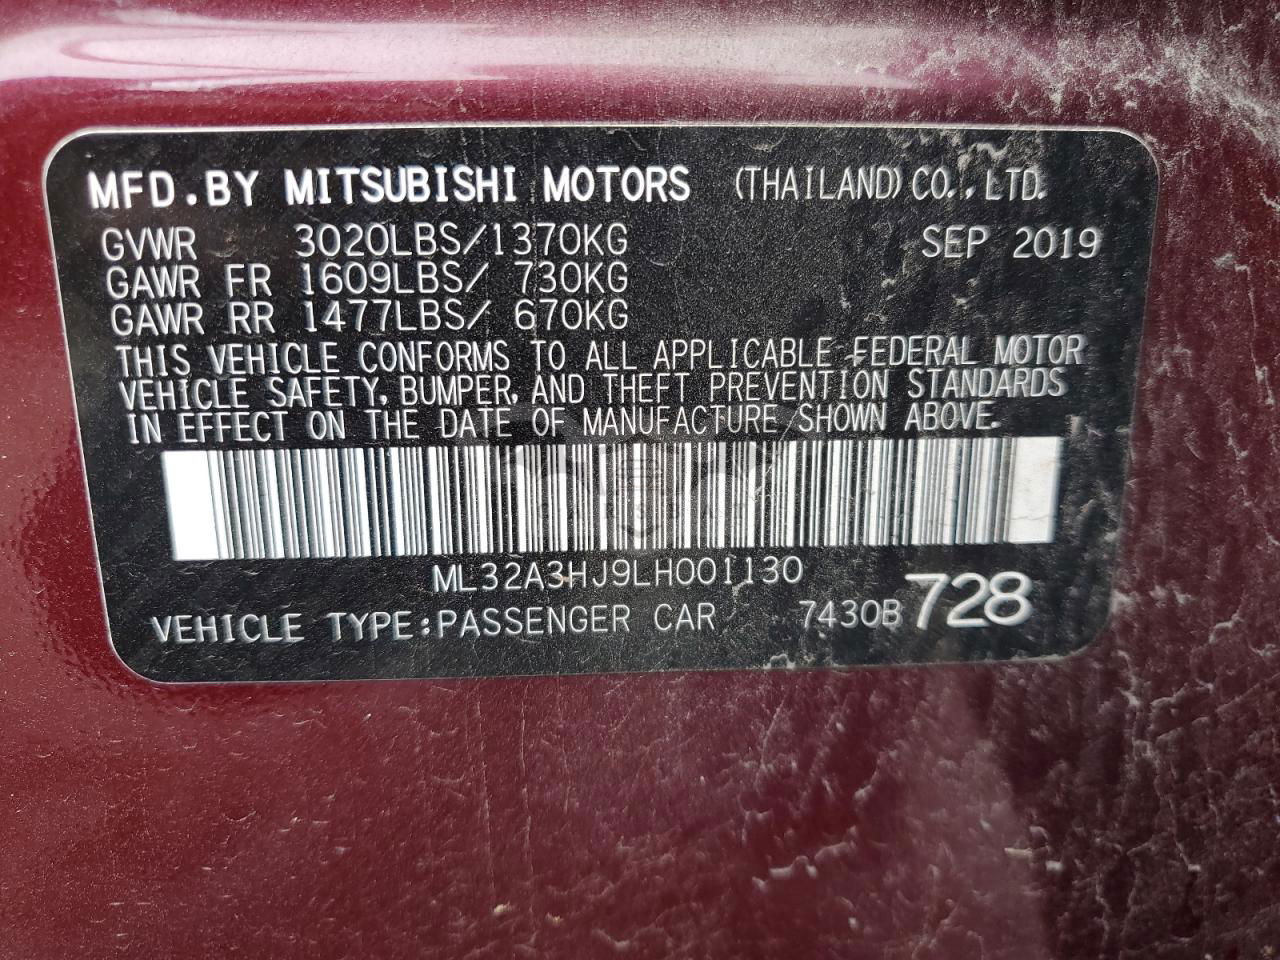 MFD.BY MITSUBISHI MOTORS (THAILAND) CO., LTD.
GVWR 3020LBS/1370KG SEP 2019
GAWR FR 1609LBS/ 730KG
GAWR RR 1477LBS/ 670KG
THIS VEHICLE CONFORMS TO ALL APPLICABLE FEDERAL MOTOR
VEHICLE SAFETY, BUMPER, AND THEFT PREVENTION STANDARDS
IN EFFECT ON THE DATE OF MANUFACTURE SHOWN ABOVE.
ML32A3HJ9LH001130
VEHICLE TYPE:PASSENGER CAR 7430B 728